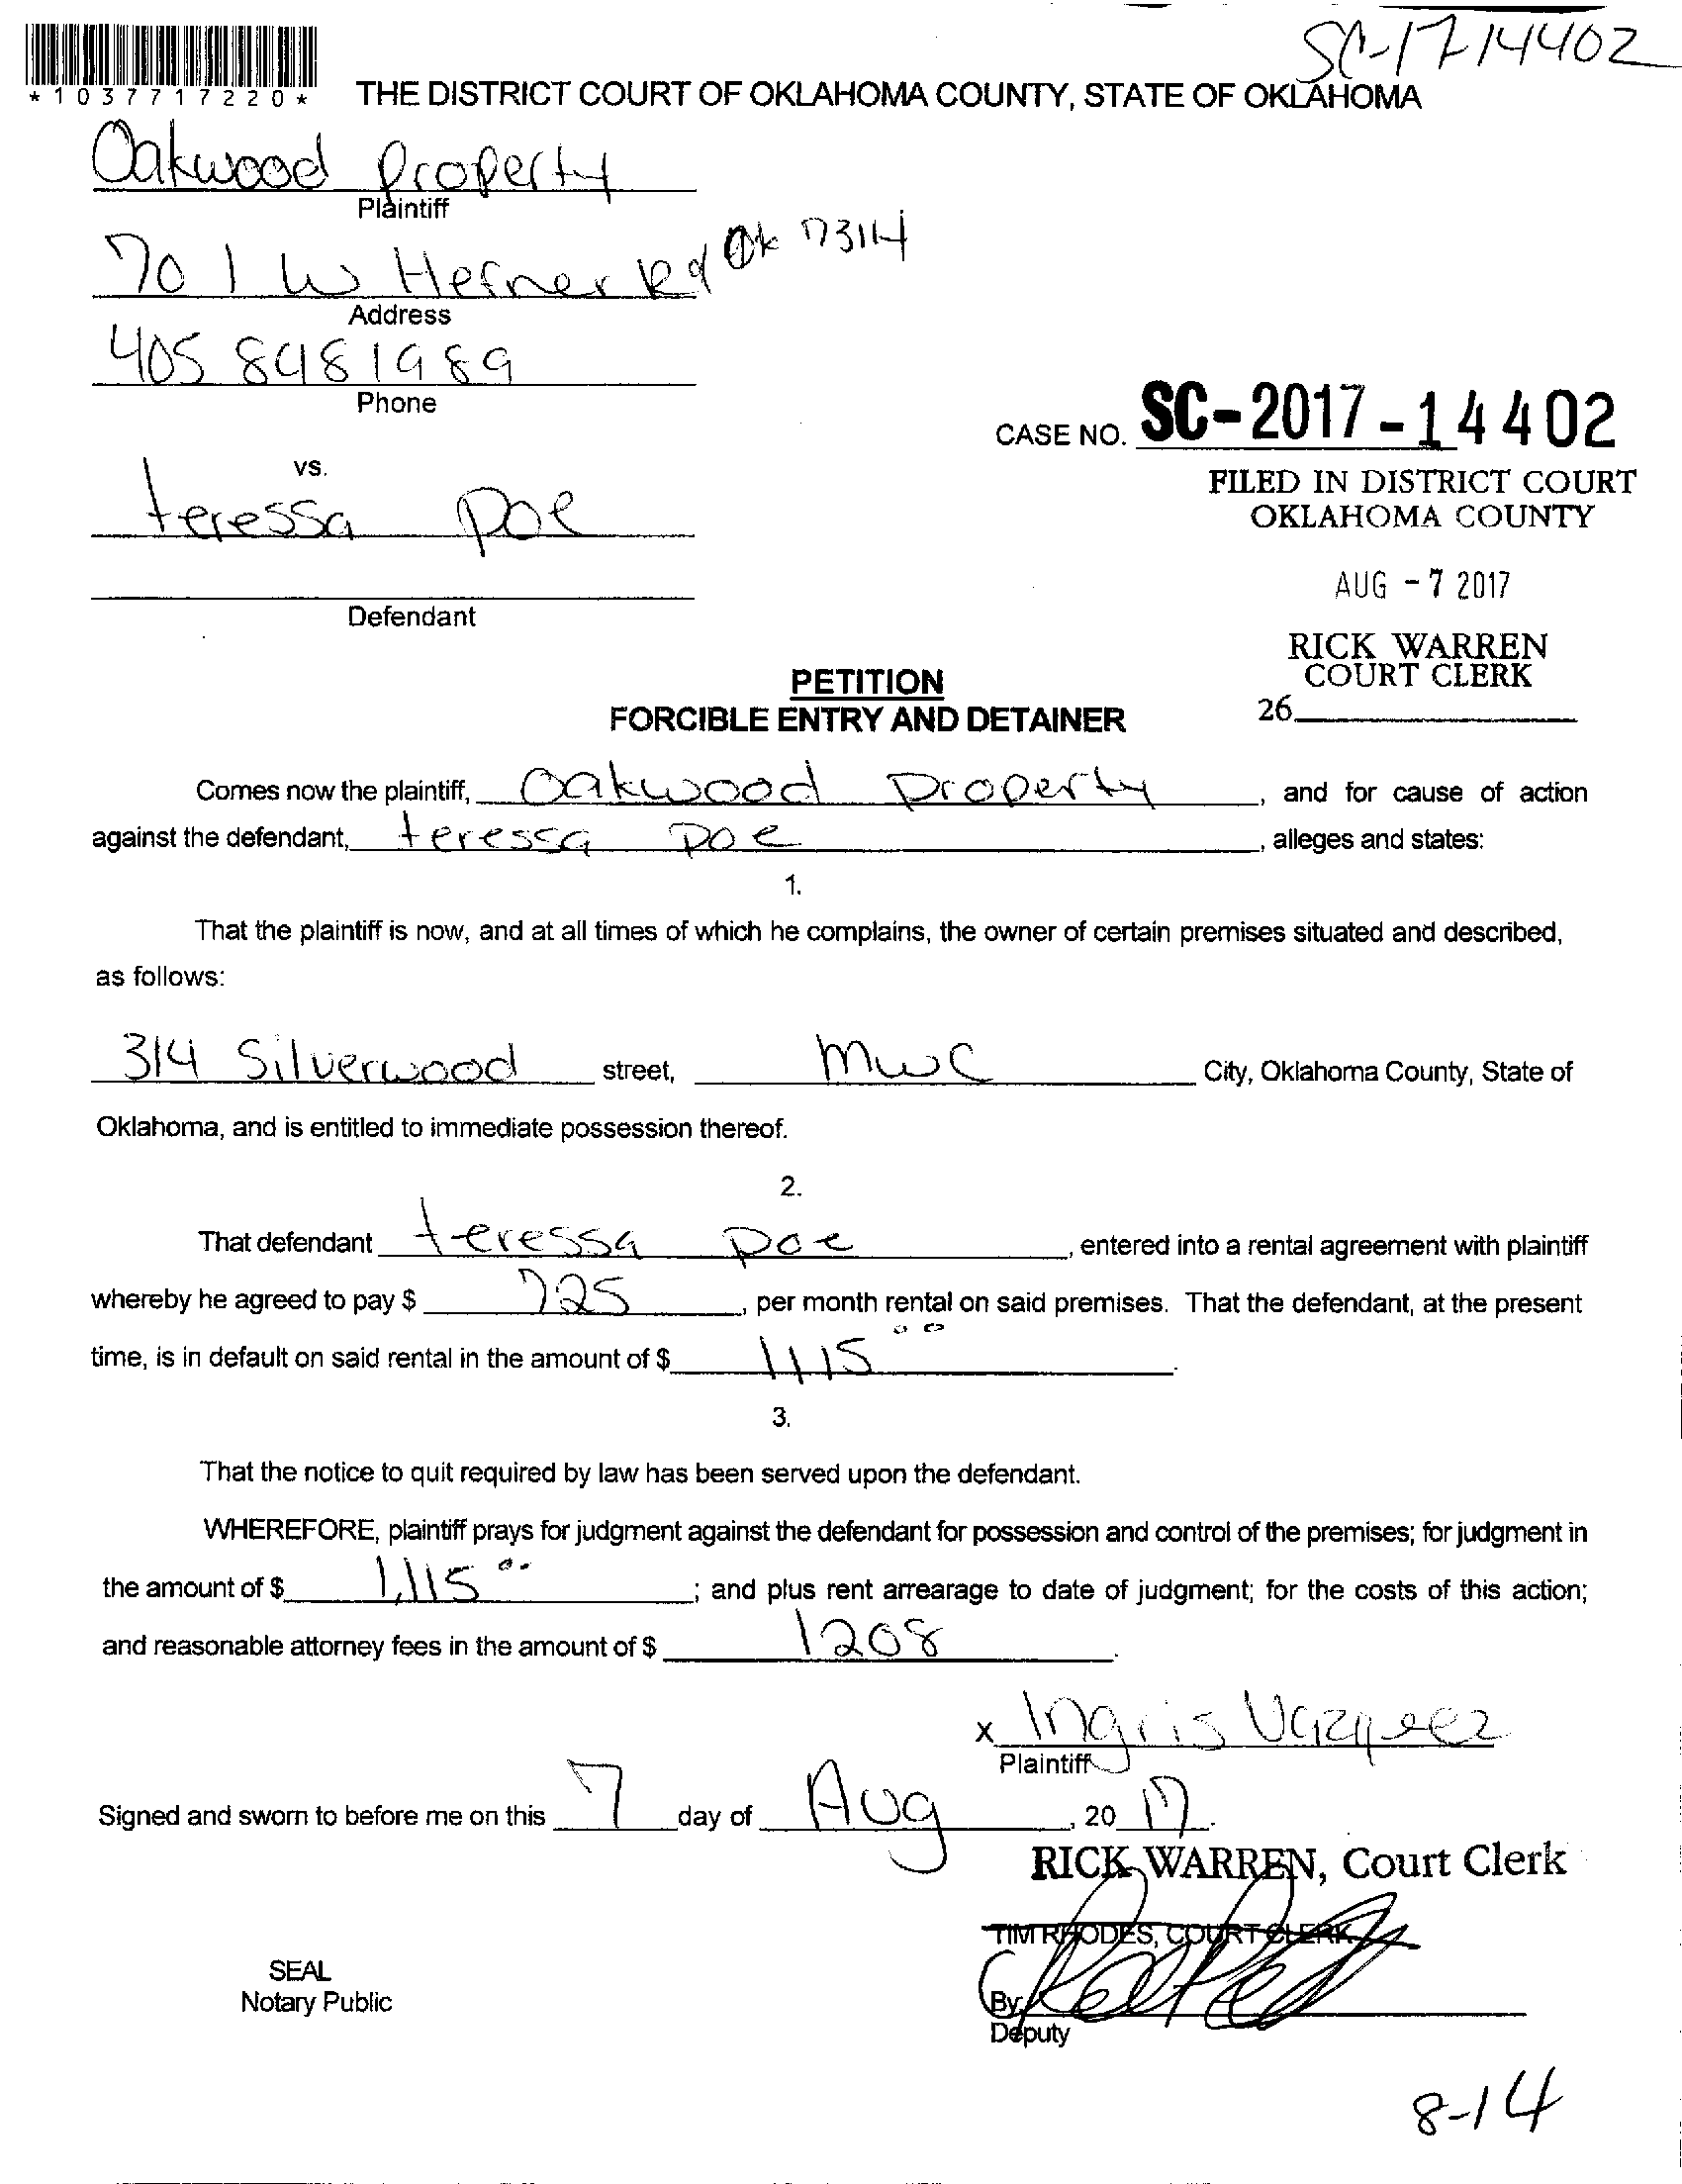 SC-17-14402
*1037717220*
THE DISTRICT COURT OF OKLAHOMA COUNTY, STATE OF OKLAHOMA
Oakwood Property
Plaintiff
701 W Hefner Rd Ok 73114
Address
405 848 1989
Phone
CASE NO. SC-2017-14402
vs.
FILED IN DISTRICT COURT
OKLAHOMA COUNTY
teressa poe
AUG -7 2017
Defendant
RICK WARREN
COURT CLERK
26
PETITION
FORCIBLE ENTRY AND DETAINER
Comes now the plaintiff, Oakwood property, and for cause of action
against the defendant, teressa poe, alleges and states:
1.
That the plaintiff is now, and at all times of which he complains, the owner of certain premises situated and described,
as follows:
314 Silverwood street, mwc City, Oklahoma County, State of
Oklahoma, and is entitled to immediate possession thereof.
2.
That defendant teressa poe, entered into a rental agreement with plaintiff
whereby he agreed to pay $ 725, per month rental on said premises. That the defendant, at the present
time, is in default on said rental in the amount of $ 1115 00.
3.
That the notice to quit required by law has been served upon the defendant.
WHEREFORE, plaintiff prays for judgment against the defendant for possession and control of the premises; for judgment in
the amount of $ 1,115 00; and plus rent arrearage to date of judgment; for the costs of this action;
and reasonable attorney fees in the amount of $ 1208.
x Ingris Vazquez
Plaintiff
Signed and sworn to before me on this 7 day of Aug, 20 17.
RICK WARREN, Court Clerk
TIM RHODES, COURT CLERK
SEAL
Notary Public
By
Deputy
8-14